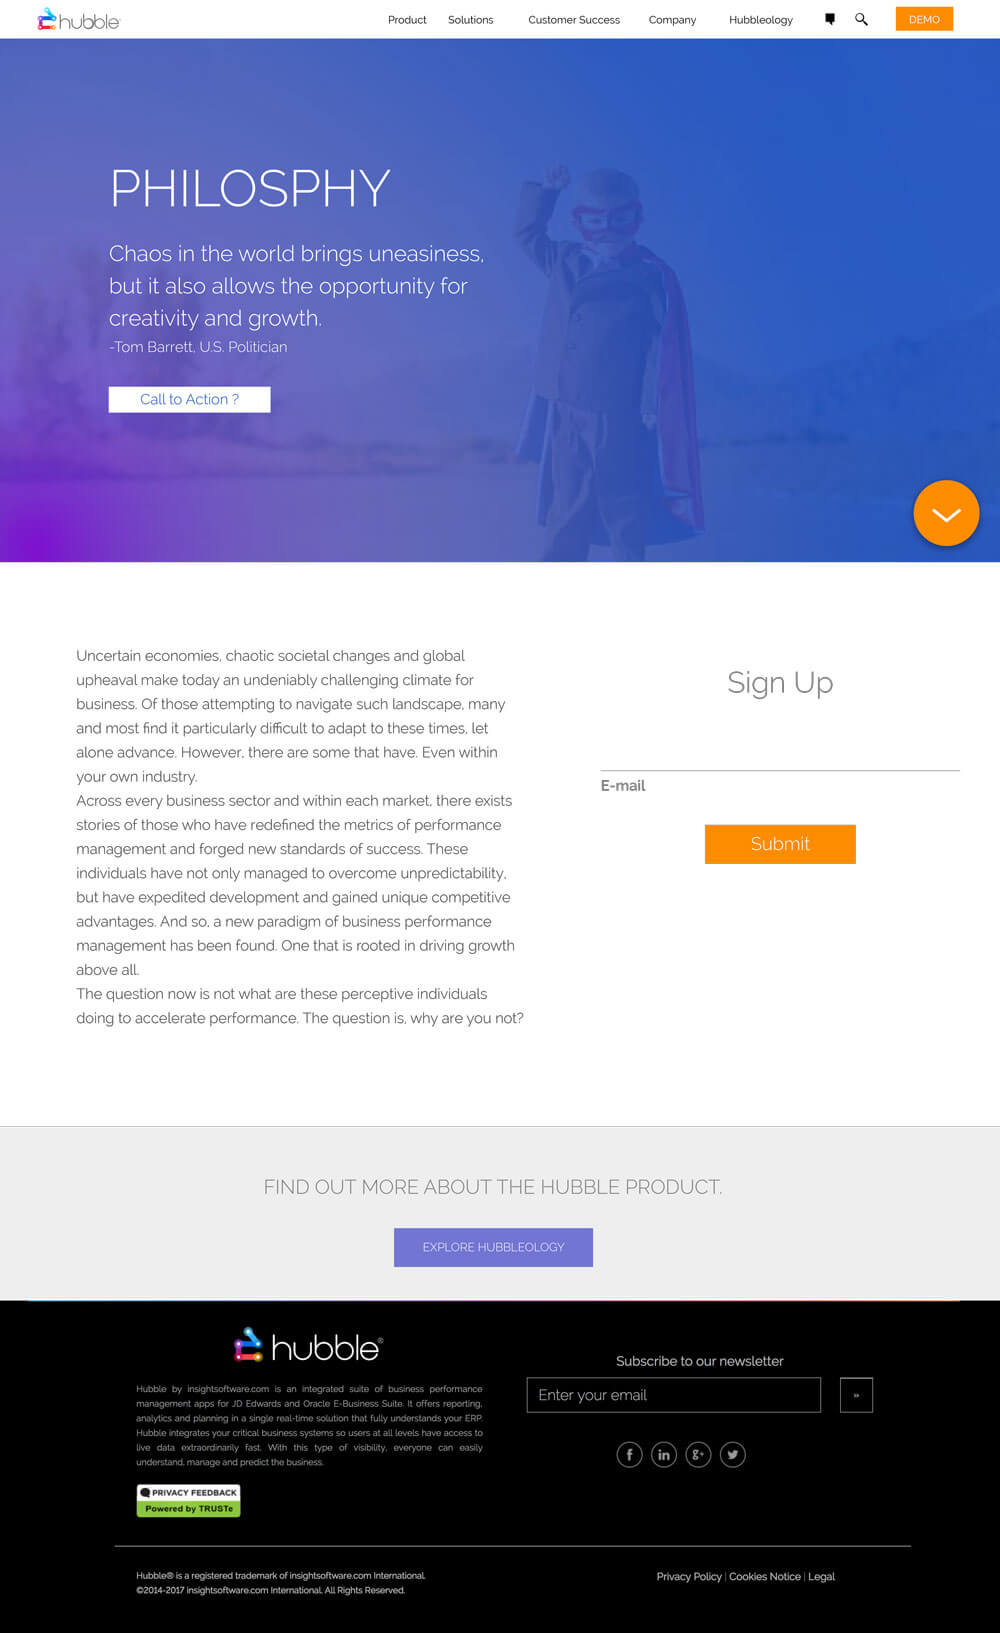 hubble
Product Solutions Customer Success Company Hubbleology DEMO
PHILOSPHY
Chaos in the world brings uneasiness,
but it also allows the opportunity for
creativity and growth.
-Tom Barrett, U.S. Politician
Call to Action ?
Uncertain economies, chaotic societal changes and global
upheaval make today an undeniably challenging climate for
business. Of those attempting to navigate such landscape, many
and most find it particularly difficult to adapt to these times, let
alone advance. However, there are some that have. Even within
your own industry.
Across every business sector and within each market, there exists
stories of those who have redefined the metrics of performance
management and forged new standards of success. These
individuals have not only managed to overcome unpredictability,
but have expedited development and gained unique competitive
advantages. And so, a new paradigm of business performance
management has been found. One that is rooted in driving growth
above all.
The question now is not what are these perceptive individuals
doing to accelerate performance. The question is, why are you not?
Sign Up
E-mail
Submit
FIND OUT MORE ABOUT THE HUBBLE PRODUCT.
EXPLORE HUBBLEOLOGY
hubble®
Hubble by insightsoftware.com is an integrated suite of business performance
management apps for JD Edwards and Oracle E-Business Suite. It offers reporting,
analytics and planning in a single real-time solution that fully understands your ERP.
Hubble integrates your critical business systems so users at all levels have access to
live data extraordinarily fast. With this type of visibility, everyone can easily
understand, manage and predict the business.
PRIVACY FEEDBACK
Powered by TRUSTe
Subscribe to our newsletter
Enter your email »
f in g+
Hubble® is a registered trademark of insightsoftware.com International.
©2014-2017 insightsoftware.com International. All Rights Reserved.
Privacy Policy | Cookies Notice | Legal